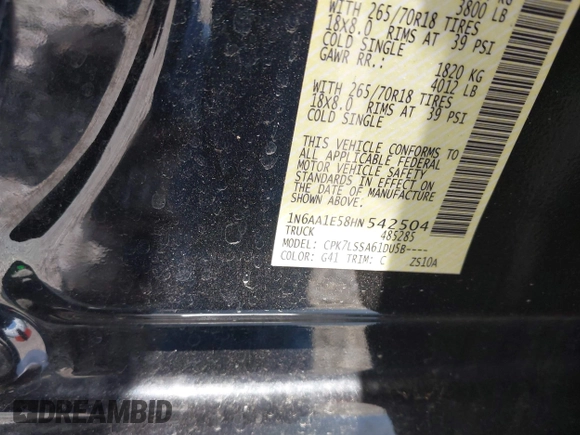 3800 LB
WITH 265/70R18 TIRES
18X8.0 RIMS AT 39 PSI
COLD SINGLE
GAWR RR.:
1820 KG
4012 LB
WITH 265/70R18 TIRES
18X8.0 RIMS AT 39 PSI
COLD SINGLE
THIS VEHICLE CONFORMS TO
ALL APPLICABLE FEDERAL
MOTOR VEHICLE SAFETY
STANDARDS IN EFFECT ON
THE DATE OF MANUFACTURE
SHOWN ABOVE.
1N6AA1E58HN542504
TRUCK 485285
MODEL: CPK7LSSA61DUSB----
COLOR: G41 TRIM: C ZS10A
DREAMBID